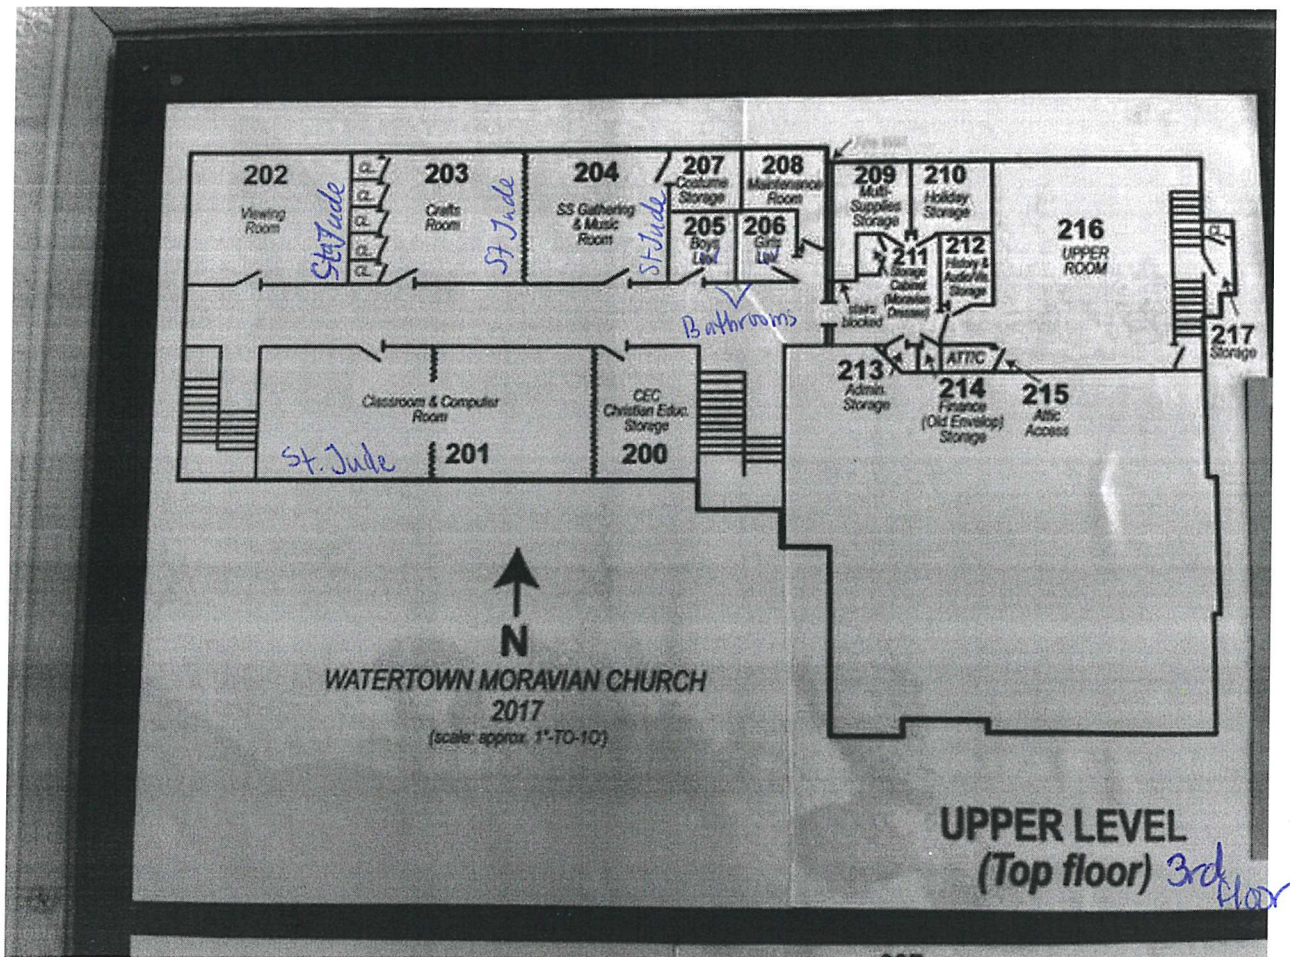 Fire Wall
202
Viewing
Room
St. Jude
CL
CL
CL
CL
CL
203
Crafts
Room
St. Jude
204
SS Gathering
& Music
Room
St. Jude
207
Costume
Storage
208
Maintenance
Room
205
Boys
206
Girls
Bathrooms
209
Multi-
Supplies
Storage
210
Holiday
Storage
211
Storage
Cabinet
(Moravian
Dresses)
212
History &
Audio/Vis.
Storage
stairs
blocked
216
UPPER
ROOM
CL
217
Storage
213
Admin.
Storage
ATTIC
214
Finance
(Old Envelop)
Storage
215
Attic
Access
Classroom & Computer
Room
St. Jude
201
CEC
Christian Educ.
Storage
200
N
WATERTOWN MORAVIAN CHURCH
2017
(scale: approx. 1"-TO-10')
UPPER LEVEL
(Top floor) 3rd
floor